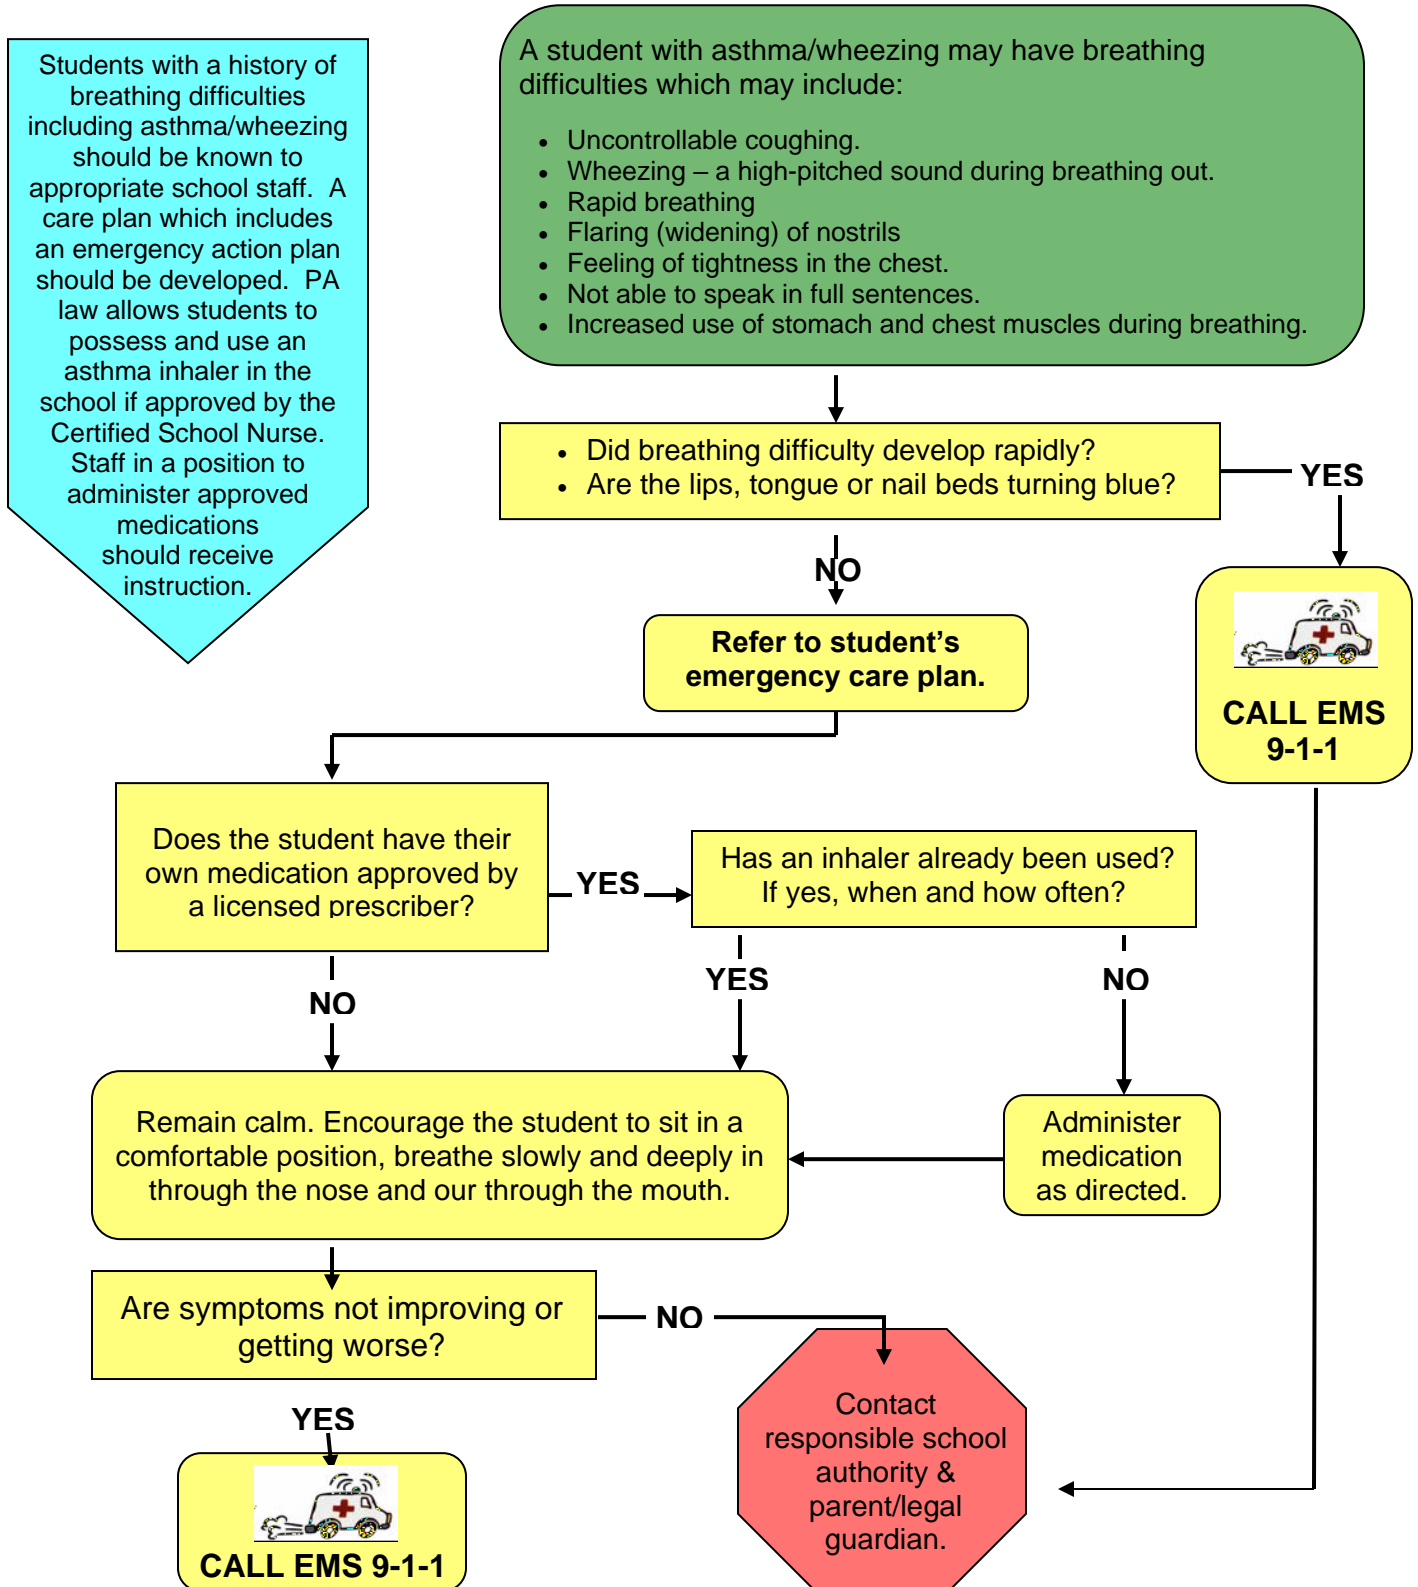 Students with a history of
breathing difficulties
including asthma/wheezing
should be known to
appropriate school staff. A
care plan which includes
an emergency action plan
should be developed. PA
law allows students to
possess and use an
asthma inhaler in the
school if approved by the
Certified School Nurse.
Staff in a position to
administer approved
medications
should receive
instruction.
A student with asthma/wheezing may have breathing
difficulties which may include:
• Uncontrollable coughing.
• Wheezing – a high-pitched sound during breathing out.
• Rapid breathing
• Flaring (widening) of nostrils
• Feeling of tightness in the chest.
• Not able to speak in full sentences.
• Increased use of stomach and chest muscles during breathing.
• Did breathing difficulty develop rapidly?
• Are the lips, tongue or nail beds turning blue?
YES
NO
Refer to student’s
emergency care plan.
CALL EMS
9-1-1
Does the student have their
own medication approved by
a licensed prescriber?
YES
Has an inhaler already been used?
If yes, when and how often?
YES
NO
NO
Remain calm. Encourage the student to sit in a
comfortable position, breathe slowly and deeply in
through the nose and our through the mouth.
Administer
medication
as directed.
Are symptoms not improving or
getting worse?
NO
YES
CALL EMS 9-1-1
Contact
responsible school
authority &
parent/legal
guardian.